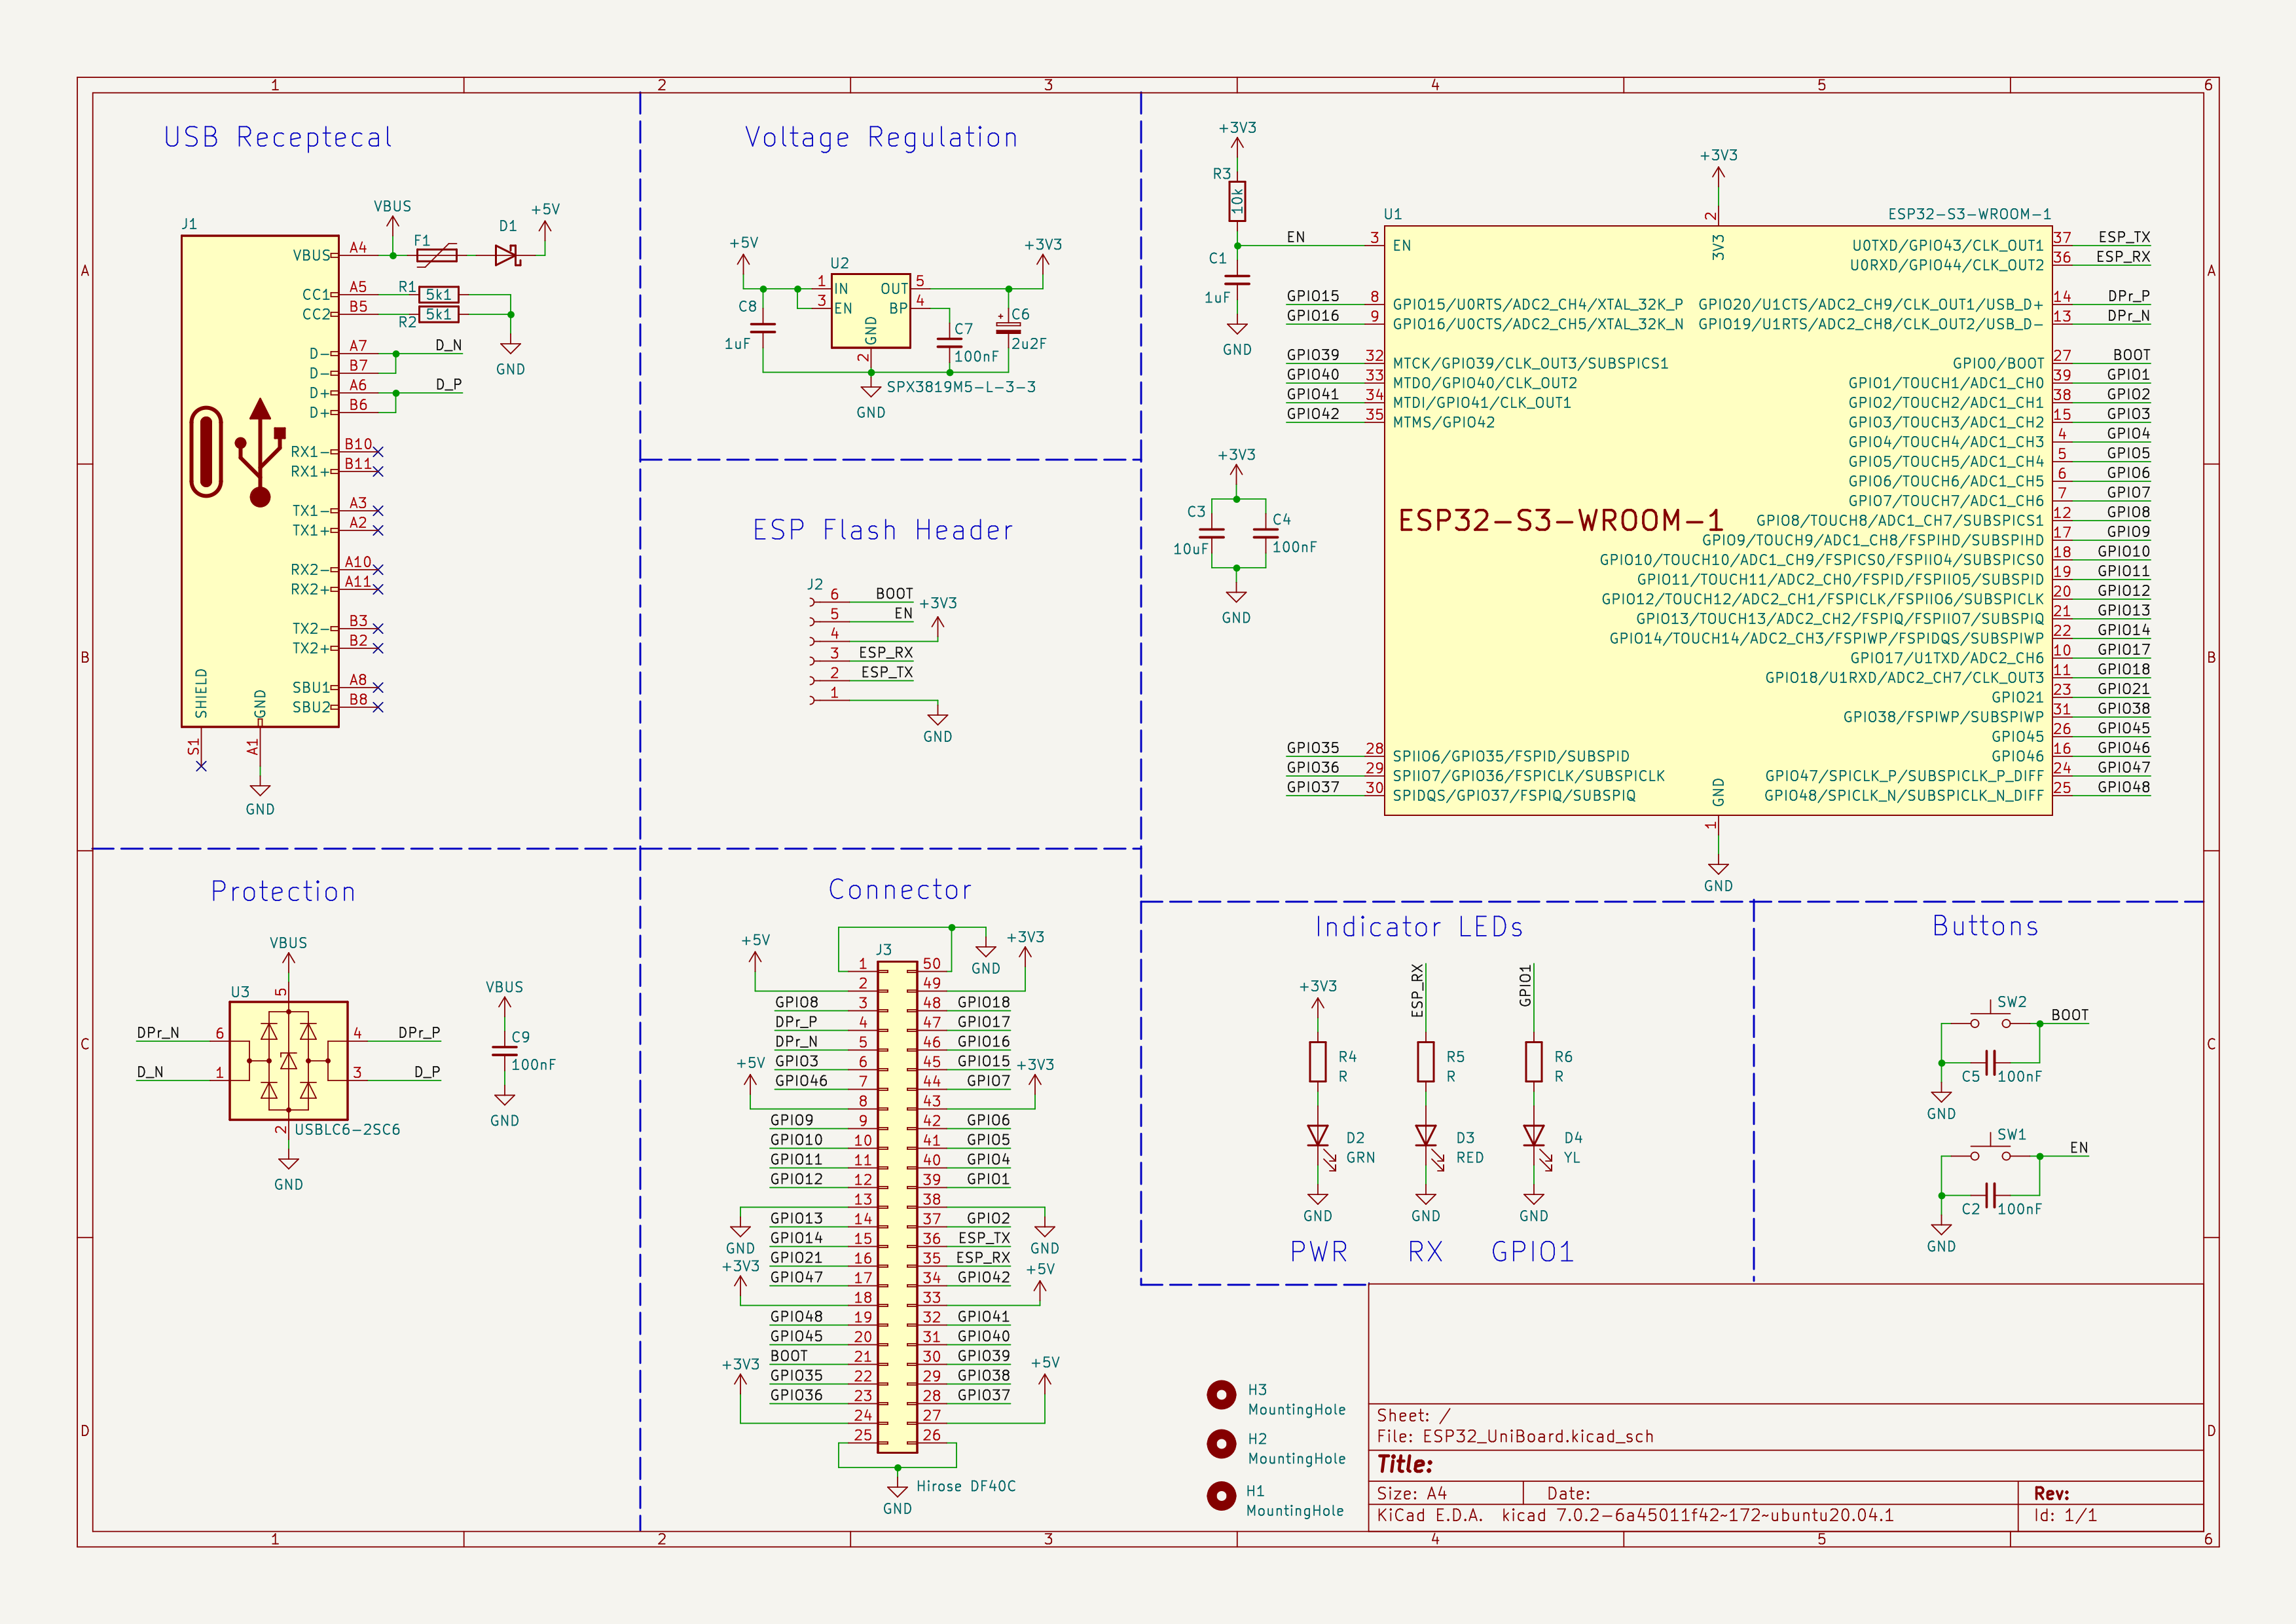 1 2 3 4 5 6
A B C D
USB Receptecal
J1
VBUS
+5V
F1
D1
VBUS A4
CC1 A5
CC2 B5
R1 5k1
R2 5k1
GND
D- A7 D_N
D- B7
D+ A6 D_P
D+ B6
RX1- B10
RX1+ B11
TX1- A3
TX1+ A2
RX2- A10
RX2+ A11
TX2- B3
TX2+ B2
SBU1 A8
SBU2 B8
SHIELD S1
GND A1
GND
Voltage Regulation
+5V
+3V3
U2
1 IN OUT 5
3 EN BP 4
GND 2
C8
1uF
C7
100nF
C6
2u2F
SPX3819M5-L-3-3
GND
ESP Flash Header
J2
6 BOOT
5 EN
4 +3V3
3 ESP_RX
2 ESP_TX
1
GND
+3V3
R3
10k
EN
C1
1uF
GND
+3V3
C3
10uF
C4
100nF
GND
+3V3
U1
ESP32-S3-WROOM-1
2
3V3
ESP32-S3-WROOM-1
3 EN
GPIO15 8 GPIO15/U0RTS/ADC2_CH4/XTAL_32K_P
GPIO16 9 GPIO16/U0CTS/ADC2_CH5/XTAL_32K_N
GPIO39 32 MTCK/GPIO39/CLK_OUT3/SUBSPICS1
GPIO40 33 MTDO/GPIO40/CLK_OUT2
GPIO41 34 MTDI/GPIO41/CLK_OUT1
GPIO42 35 MTMS/GPIO42
GPIO35 28 SPIIO6/GPIO35/FSPID/SUBSPID
GPIO36 29 SPIIO7/GPIO36/FSPICLK/SUBSPICLK
GPIO37 30 SPIDQS/GPIO37/FSPIQ/SUBSPIQ
U0TXD/GPIO43/CLK_OUT1 37 ESP_TX
U0RXD/GPIO44/CLK_OUT2 36 ESP_RX
GPIO20/U1CTS/ADC2_CH9/CLK_OUT1/USB_D+ 14 DPr_P
GPIO19/U1RTS/ADC2_CH8/CLK_OUT2/USB_D- 13 DPr_N
GPIO0/BOOT 27 BOOT
GPIO1/TOUCH1/ADC1_CH0 39 GPIO1
GPIO2/TOUCH2/ADC1_CH1 38 GPIO2
GPIO3/TOUCH3/ADC1_CH2 15 GPIO3
GPIO4/TOUCH4/ADC1_CH3 4 GPIO4
GPIO5/TOUCH5/ADC1_CH4 5 GPIO5
GPIO6/TOUCH6/ADC1_CH5 6 GPIO6
GPIO7/TOUCH7/ADC1_CH6 7 GPIO7
GPIO8/TOUCH8/ADC1_CH7/SUBSPICS1 12 GPIO8
GPIO9/TOUCH9/ADC1_CH8/FSPIHD/SUBSPIHD 17 GPIO9
GPIO10/TOUCH10/ADC1_CH9/FSPICS0/FSPIIO4/SUBSPICS0 18 GPIO10
GPIO11/TOUCH11/ADC2_CH0/FSPID/FSPIIO5/SUBSPID 19 GPIO11
GPIO12/TOUCH12/ADC2_CH1/FSPICLK/FSPIIO6/SUBSPICLK 20 GPIO12
GPIO13/TOUCH13/ADC2_CH2/FSPIQ/FSPIIO7/SUBSPIQ 21 GPIO13
GPIO14/TOUCH14/ADC2_CH3/FSPIWP/FSPIDQS/SUBSPIWP 22 GPIO14
GPIO17/U1TXD/ADC2_CH6 10 GPIO17
GPIO18/U1RXD/ADC2_CH7/CLK_OUT3 11 GPIO18
GPIO21 23 GPIO21
GPIO38/FSPIWP/SUBSPIWP 31 GPIO38
GPIO45 26 GPIO45
GPIO46 16 GPIO46
GPIO47/SPICLK_P/SUBSPICLK_P_DIFF 24 GPIO47
GPIO48/SPICLK_N/SUBSPICLK_N_DIFF 25 GPIO48
GND
1
GND
Protection
VBUS
U3
5
DPr_N 6
D_N 1
4 DPr_P
3 D_P
2
USBLC6-2SC6
GND
VBUS
C9
100nF
GND
Connector
J3
GND
1 50
+5V 2 49 +3V3
GPIO8 3 48 GPIO18
DPr_P 4 47 GPIO17
DPr_N 5 46 GPIO16
GPIO3 6 45 GPIO15
GPIO46 7 44 GPIO7
+5V 8 43 +3V3
GPIO9 9 42 GPIO6
GPIO10 10 41 GPIO5
GPIO11 11 40 GPIO4
GPIO12 12 39 GPIO1
GND 13 38 GND
GPIO13 14 37 GPIO2
GPIO14 15 36 ESP_TX
GPIO21 16 35 ESP_RX
GPIO47 17 34 GPIO42
+3V3 18 33 +5V
GPIO48 19 32 GPIO41
GPIO45 20 31 GPIO40
BOOT 21 30 GPIO39
GPIO35 22 29 GPIO38
GPIO36 23 28 GPIO37
+3V3 24 27 +5V
25 26
GND
Hirose DF40C
Indicator LEDs
+3V3
ESP_RX
GPIO1
R4
R
R5
R
R6
R
D2
GRN
D3
RED
D4
YL
GND GND GND
PWR RX GPIO1
Buttons
SW2
BOOT
C5 100nF
GND
SW1
EN
C2 100nF
GND
H3
MountingHole
H2
MountingHole
H1
MountingHole
Sheet: /
File: ESP32_UniBoard.kicad_sch
Title:
Size: A4 Date: Rev:
KiCad E.D.A. kicad 7.0.2-6a45011f42~172~ubuntu20.04.1 Id: 1/1
1 2 3 4 5 6
A B C D